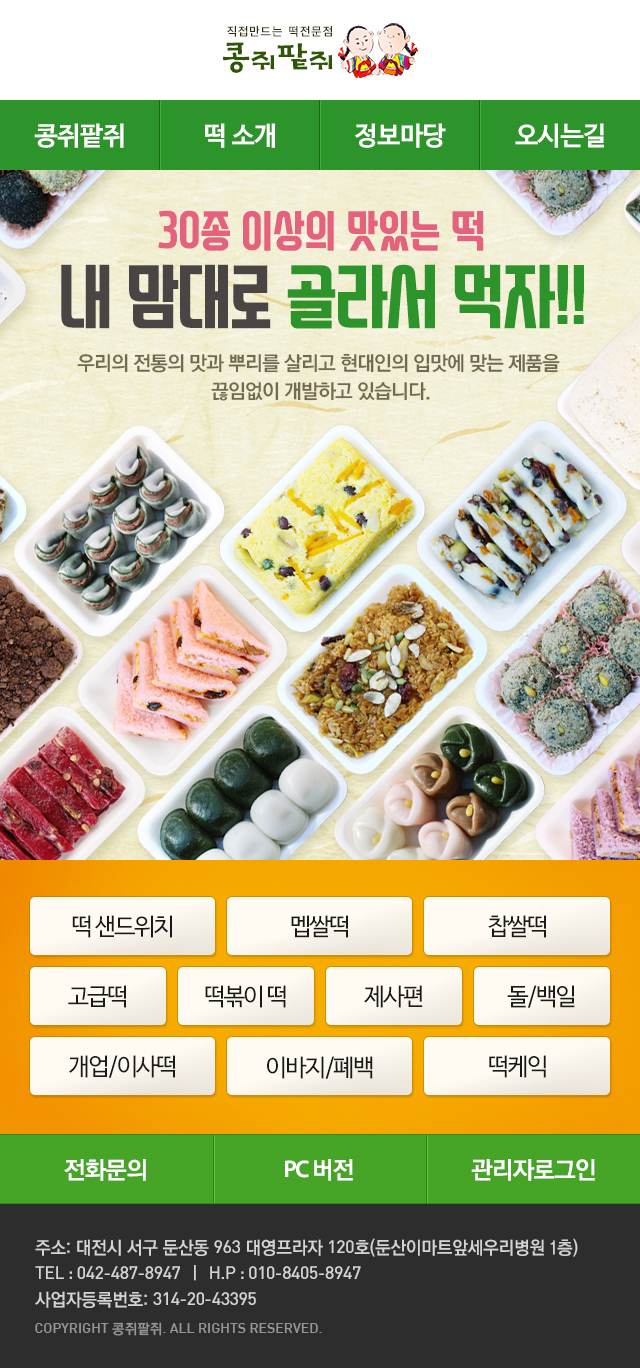 직접만드는 떡전문점
콩쥐팥쥐
콩쥐팥쥐 떡 소개 정보마당 오시는길
30종 이상의 맛있는 떡
내 맘대로 골라서 먹자!!
우리의 전통의 맛과 뿌리를 살리고 현대인의 입맛에 맞는 제품을
끊임없이 개발하고 있습니다.
떡 샌드위치 멥쌀떡 찹쌀떡
고급떡 떡볶이 떡 제사편 돌/백일
개업/이사떡 이바지/폐백 떡케익
전화문의 PC 버전 관리자로그인
주소: 대전시 서구 둔산동 963 대영프라자 120호(둔산이마트앞세우리병원 1층)
TEL : 042-487-8947 | H.P : 010-8405-8947
사업자등록번호: 314-20-43395
COPYRIGHT 콩쥐팥쥐. ALL RIGHTS RESERVED.